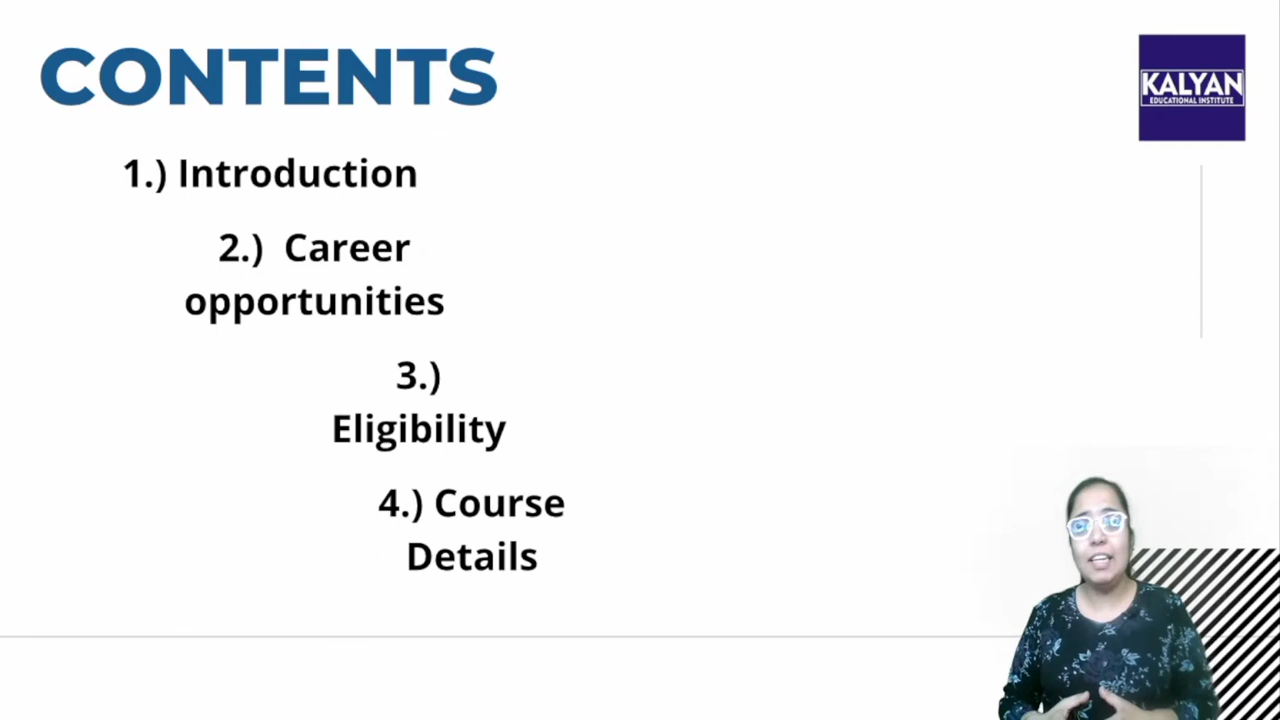 CONTENTS
KALYAN
EDUCATIONAL INSTITUTE
1.) Introduction
2.) Career
opportunities
3.)
Eligibility
4.) Course
Details